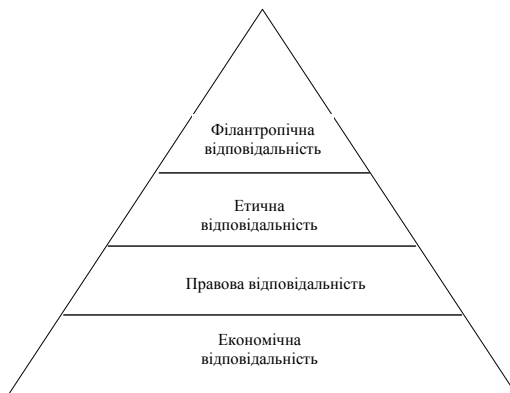 Філантропічна
відповідальність
Етична
відповідальність
Правова відповідальність
Економічна
відповідальність